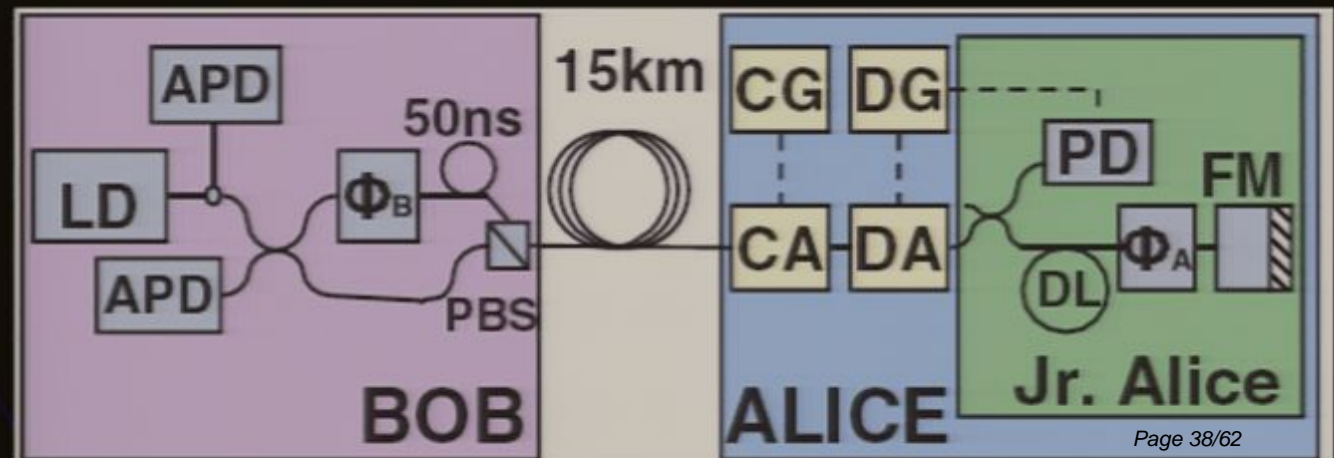 APD
50ns
LD
ΦB
APD
PBS
BOB
15km
CG
DG
CA
DA
ALICE
PD
FM
DL
ΦA
Jr. Alice
Page 38/62